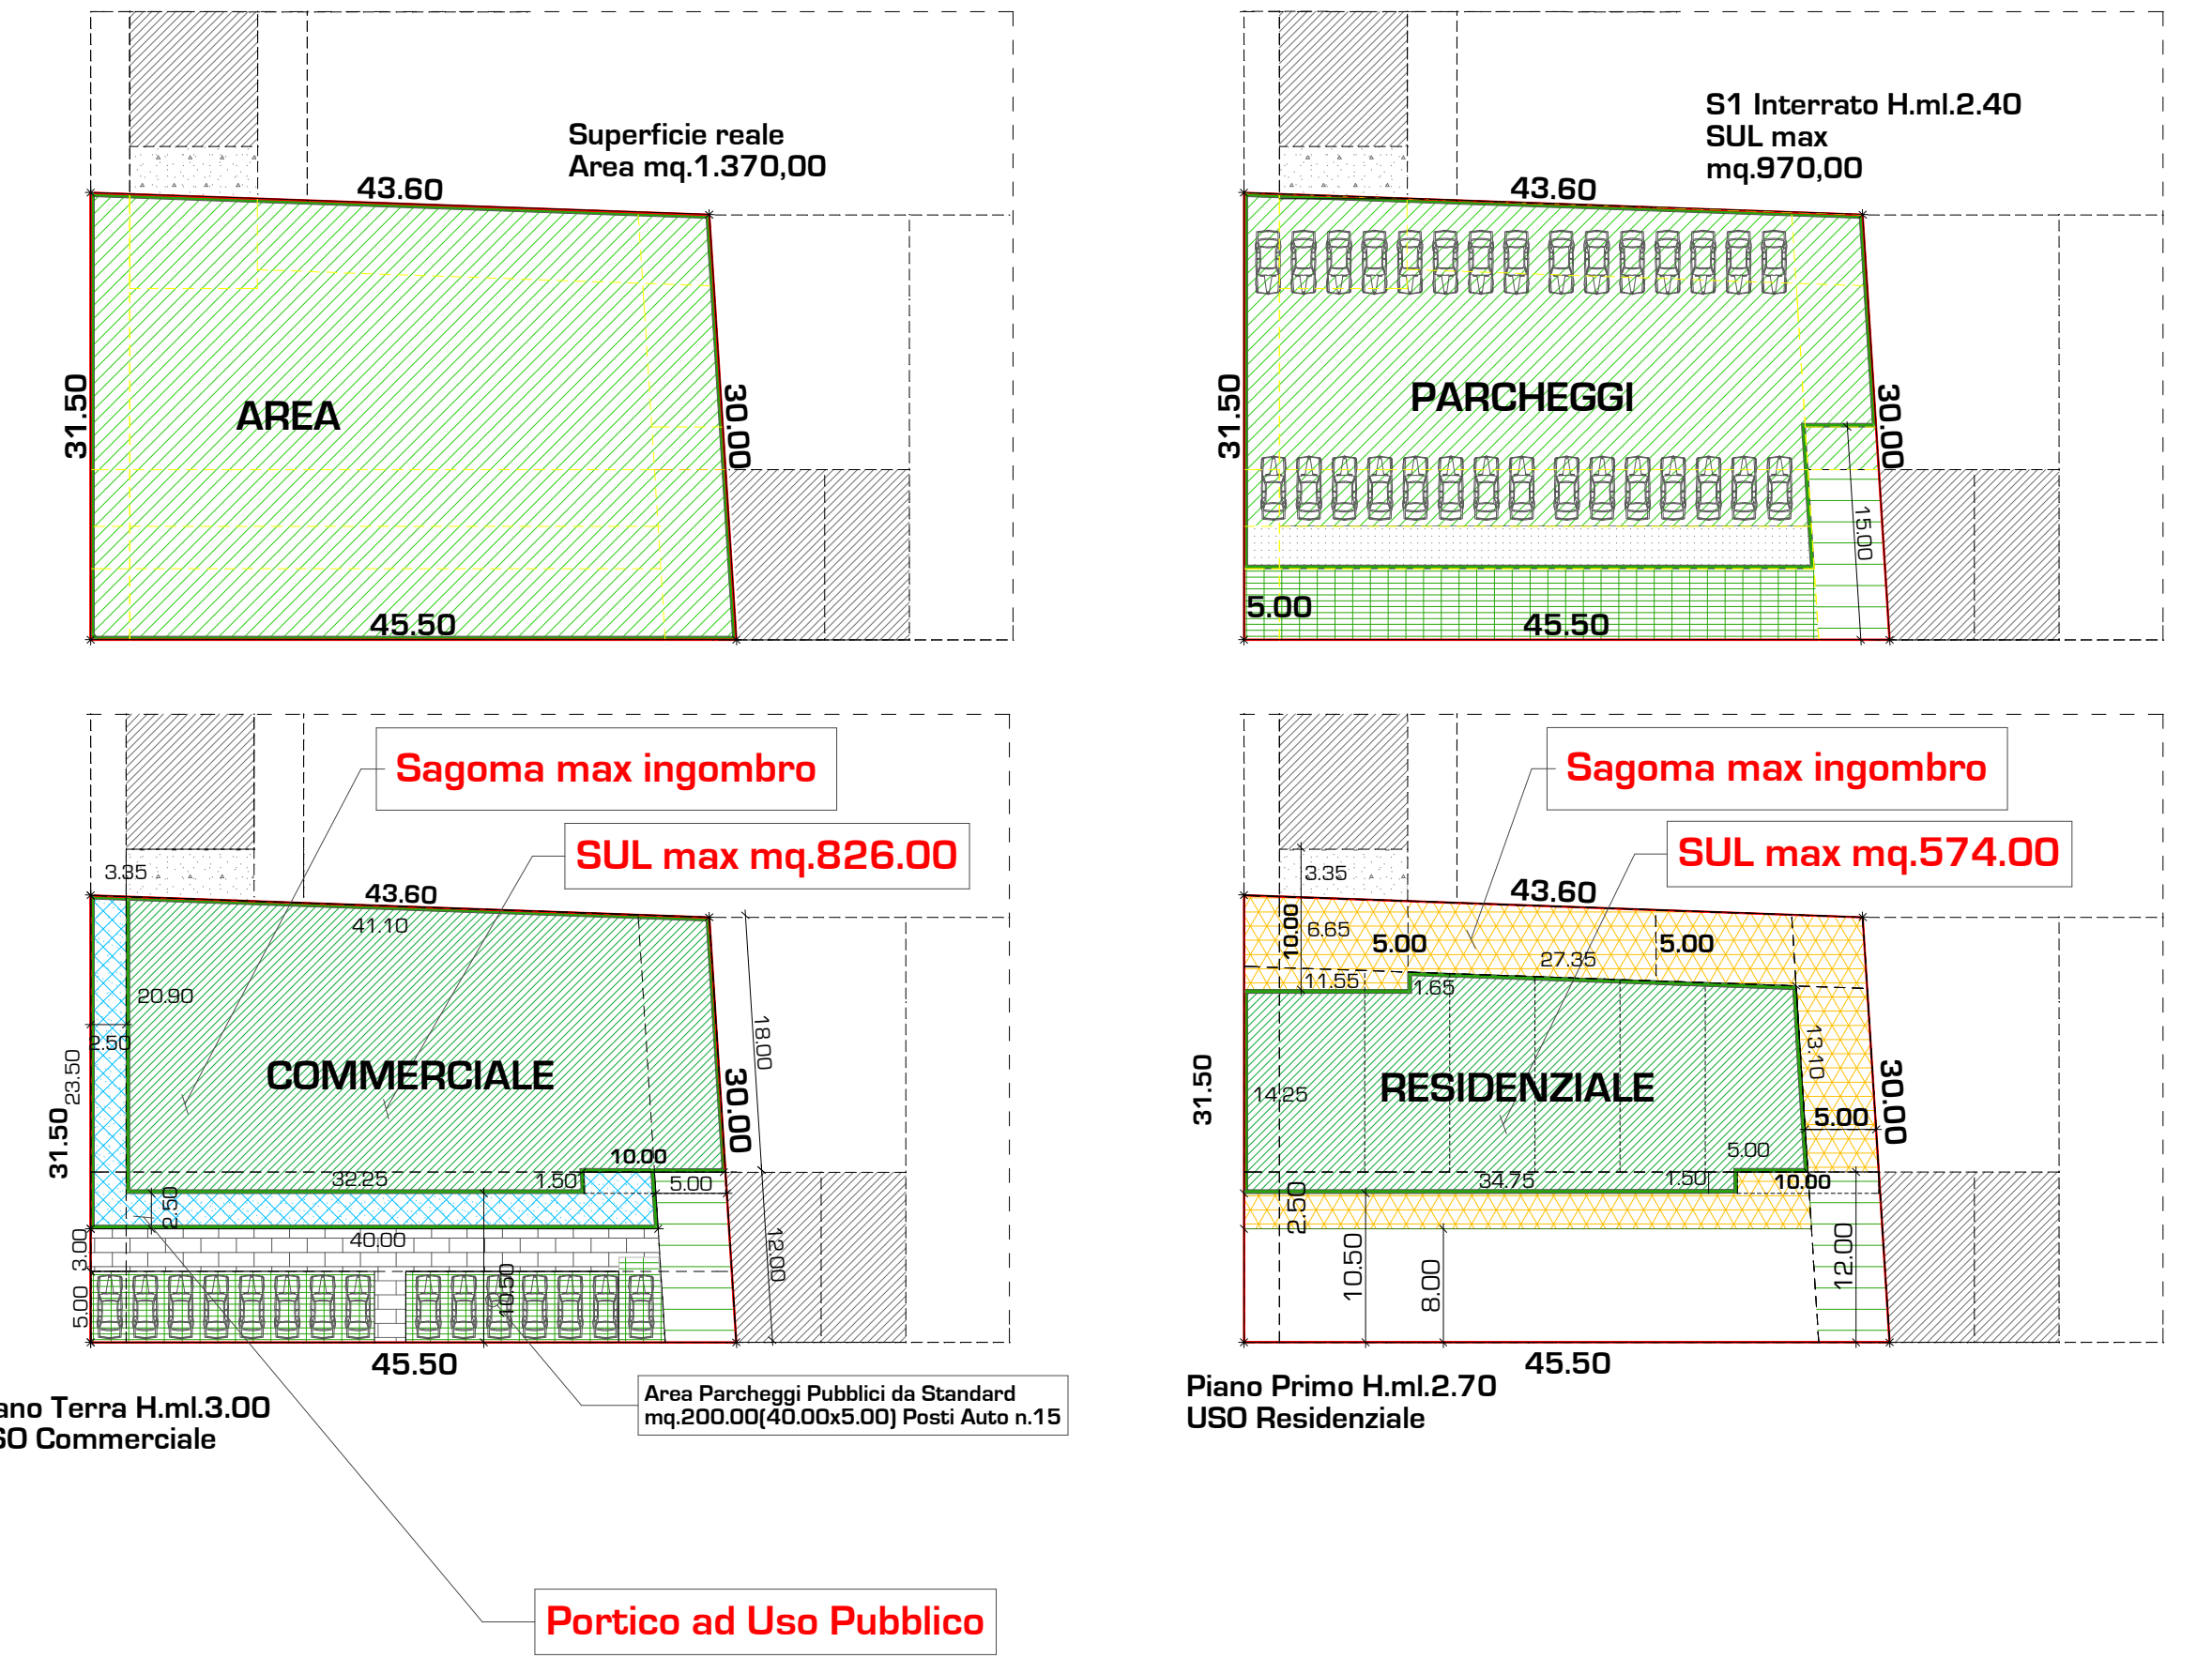 Superficie reale
Area mq.1.370,00
43.60
31.50
AREA
30.00
45.50
S1 Interrato H.ml.2.40
SUL max
mq.970,00
43.60
31.50
PARCHEGGI
30.00
15.00
5.00
45.50
Sagoma max ingombro
SUL max mq.826.00
3.35
43.60
41.10
20.90
2.50
23.50
31.50
18.00
COMMERCIALE
30.00
10.00
32.25
1.50
5.00
2.50
3.00
40.00
12.00
10.50
5.00
45.50
Area Parcheggi Pubblici da Standard
mq.200.00(40.00x5.00) Posti Auto n.15
ano Terra H.ml.3.00
SO Commerciale
Portico ad Uso Pubblico
Sagoma max ingombro
SUL max mq.574.00
3.35
43.60
10.00
6.65
5.00
5.00
27.35
11.55
1.65
13.10
31.50
14.25
RESIDENZIALE
30.00
5.00
5.00
34.75
1.50
10.00
2.50
10.50
8.00
12.00
45.50
Piano Primo H.ml.2.70
USO Residenziale